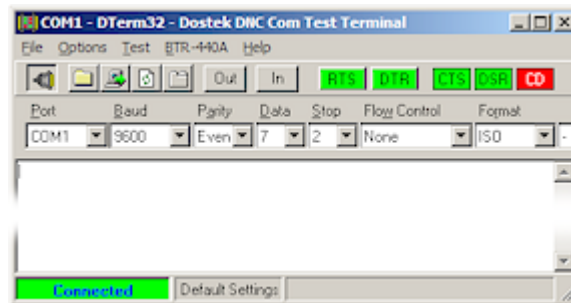 COM1 - DTerm32 - Dostek DNC Com Test Terminal
File Options Test BTR-440A Help
Out In RTS DTR CTS DSR CD
Port Baud Parity Data Stop Flow Control Format
COM1 9600 Even 7 2 None ISO -
Connected Default Settings